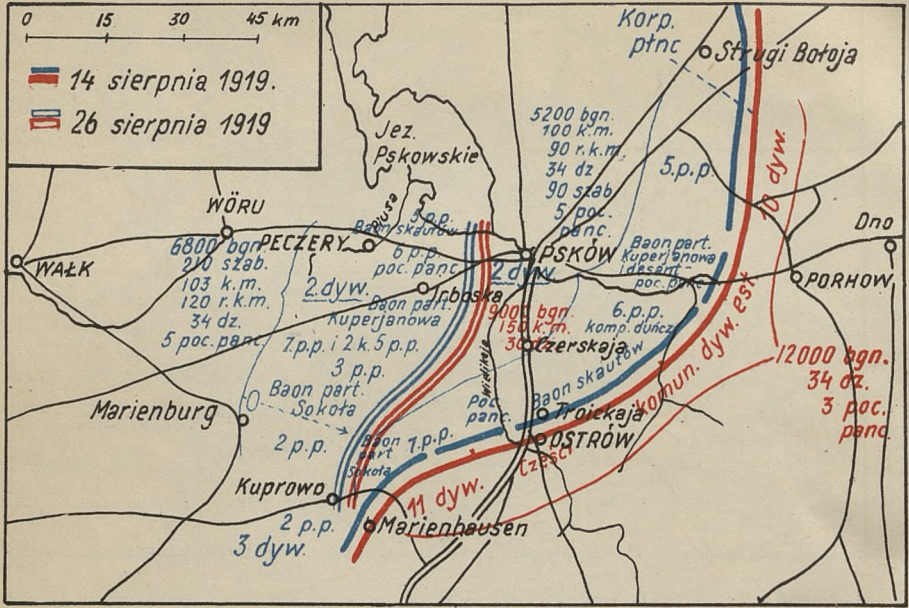 0 15 30 45 km
14 sierpnia 1919.
26 sierpnia 1919
Korp.
płnc
Strugi Bołoja
Jez.
Pskowskie
5200 bgn.
100 k.m.
90 r.k.m.
34 dz
90 szab.
5 poc.
panc.
5.p.p.
10 dyw.
Dno
WÖRU
Piusa
5 p.p.
Baon skautów
PECZERY
6 p.p.
poc. panc.
PSKÓW
2 dyw.
Baon part.
Kuperjanowa
i desant-
poc. panc.
PORHOW
WAŁK
6800 bgn.
210 szab.
103 k.m.
120 r.k.m.
34 dz.
5 poc. panc.
2 dyw.
Irboska
Baon part.
Kuperjanowa
7.p.p. i 2 k. 5 p.p.
3 p.p.
9000 bgn.
150 k.m.
6.p.p.
komp. duńcz.
Czerskaja
Wielikaja
Baon skautów
komun. dyw. est.
12000 bgn.
34 dz.
3 poc.
panc.
Baon part.
Sokoła
Marienburg
2 p.p.
Baon
part
Sokoła
1.p.p.
Poc.
panc.
Troickaja
OSTRÓW
części
11 dyw.
Kuprowo
2 p.p.
3 dyw.
Marienhausen